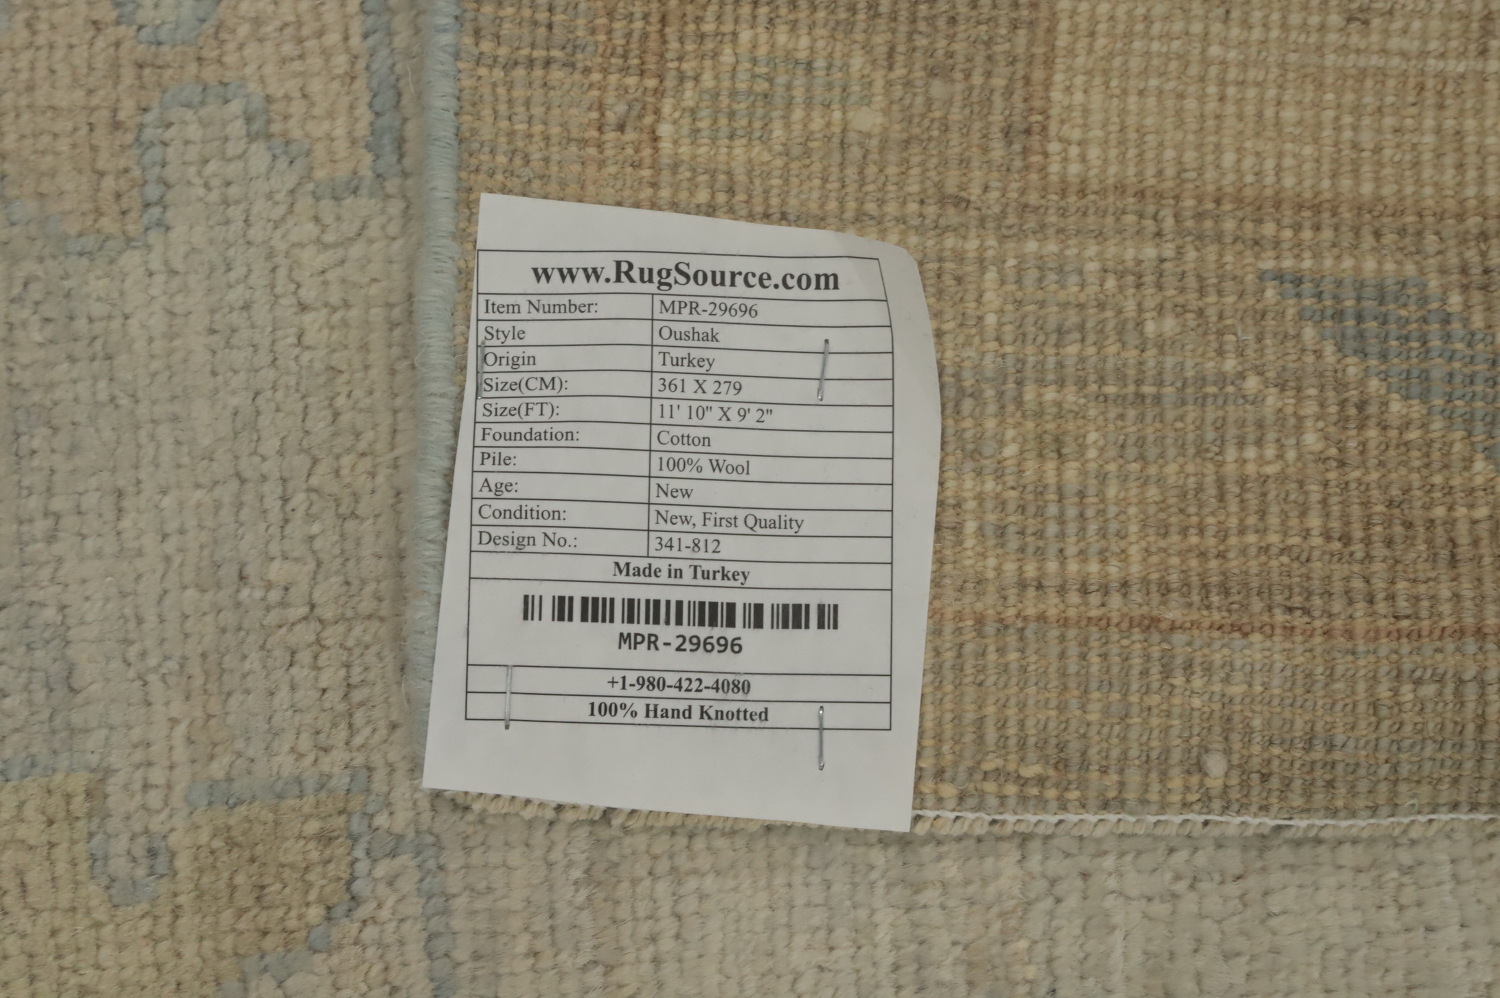 www.RugSource.com
Item Number: MPR-29696
Style Oushak
Origin Turkey
Size(CM): 361 X 279
Size(FT): 11' 10" X 9' 2"
Foundation: Cotton
Pile: 100% Wool
Age: New
Condition: New, First Quality
Design No.: 341-812
Made in Turkey
MPR-29696
+1-980-422-4080
100% Hand Knotted